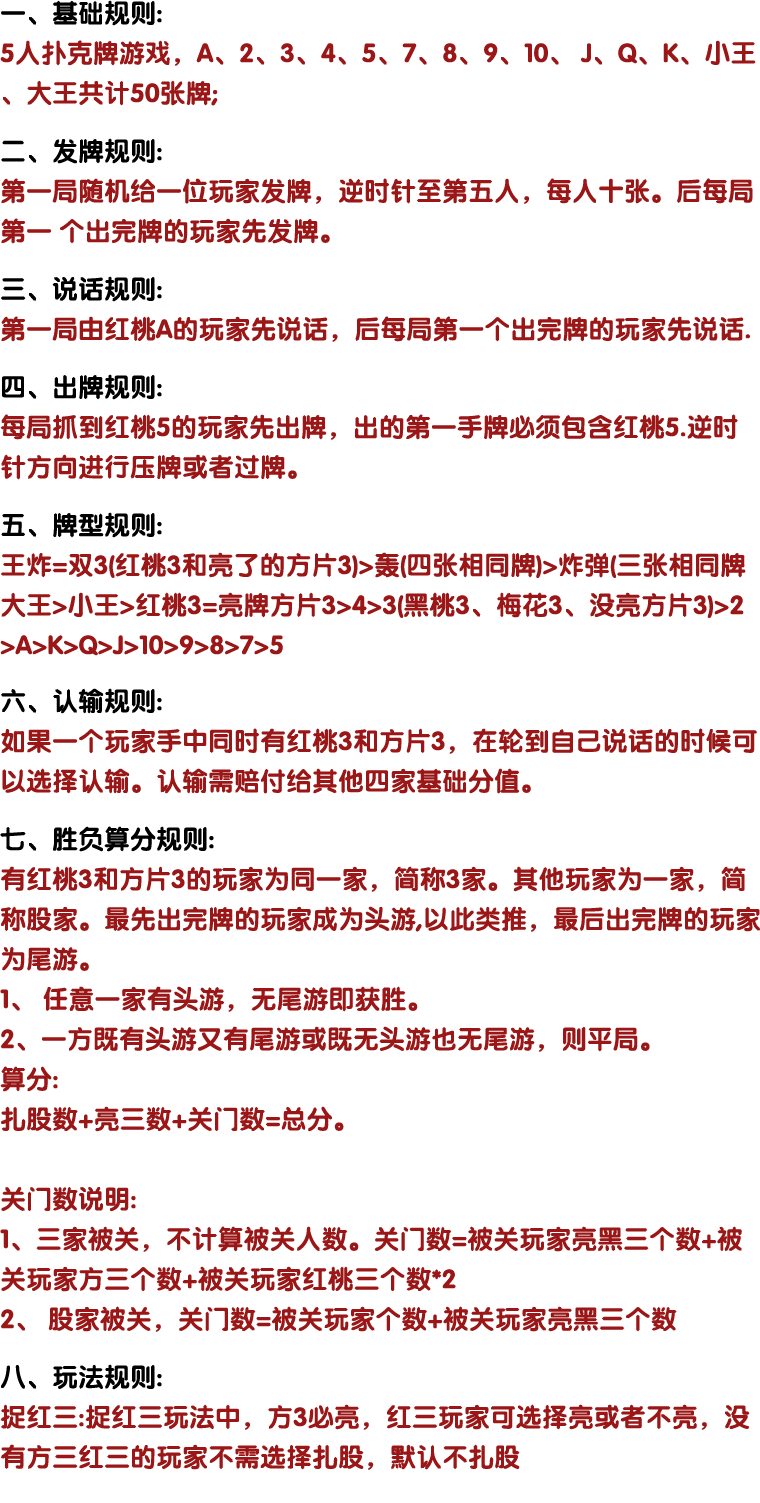 一、基础规则:
5人扑克牌游戏，A、2、3、4、5、7、8、9、10、 J、Q、K、小王
、大王共计50张牌;
二、发牌规则:
第一局随机给一位玩家发牌，逆时针至第五人，每人十张。后每局
第一 个出完牌的玩家先发牌。
三、说话规则:
第一局由红桃A的玩家先说话，后每局第一个出完牌的玩家先说话.
四、出牌规则:
每局抓到红桃5的玩家先出牌，出的第一手牌必须包含红桃5.逆时
针方向进行压牌或者过牌。
五、牌型规则:
王炸=双3(红桃3和亮了的方片3)>轰(四张相同牌)>炸弹(三张相同牌
大王>小王>红桃3=亮牌方片3>4>3(黑桃3、梅花3、没亮方片3)>2
>A>K>Q>J>10>9>8>7>5
六、认输规则:
如果一个玩家手中同时有红桃3和方片3，在轮到自己说话的时候可
以选择认输。认输需赔付给其他四家基础分值。
七、胜负算分规则:
有红桃3和方片3的玩家为同一家，简称3家。其他玩家为一家，简
称股家。最先出完牌的玩家成为头游,以此类推，最后出完牌的玩家
为尾游。
1、 任意一家有头游，无尾游即获胜。
2、一方既有头游又有尾游或既无头游也无尾游，则平局。
算分:
扎股数+亮三数+关门数=总分。
关门数说明:
1、三家被关，不计算被关人数。关门数=被关玩家亮黑三个数+被
关玩家方三个数+被关玩家红桃三个数*2
2、 股家被关，关门数=被关玩家个数+被关玩家亮黑三个数
八、玩法规则:
捉红三:捉红三玩法中，方3必亮，红三玩家可选择亮或者不亮，没
有方三红三的玩家不需选择扎股，默认不扎股